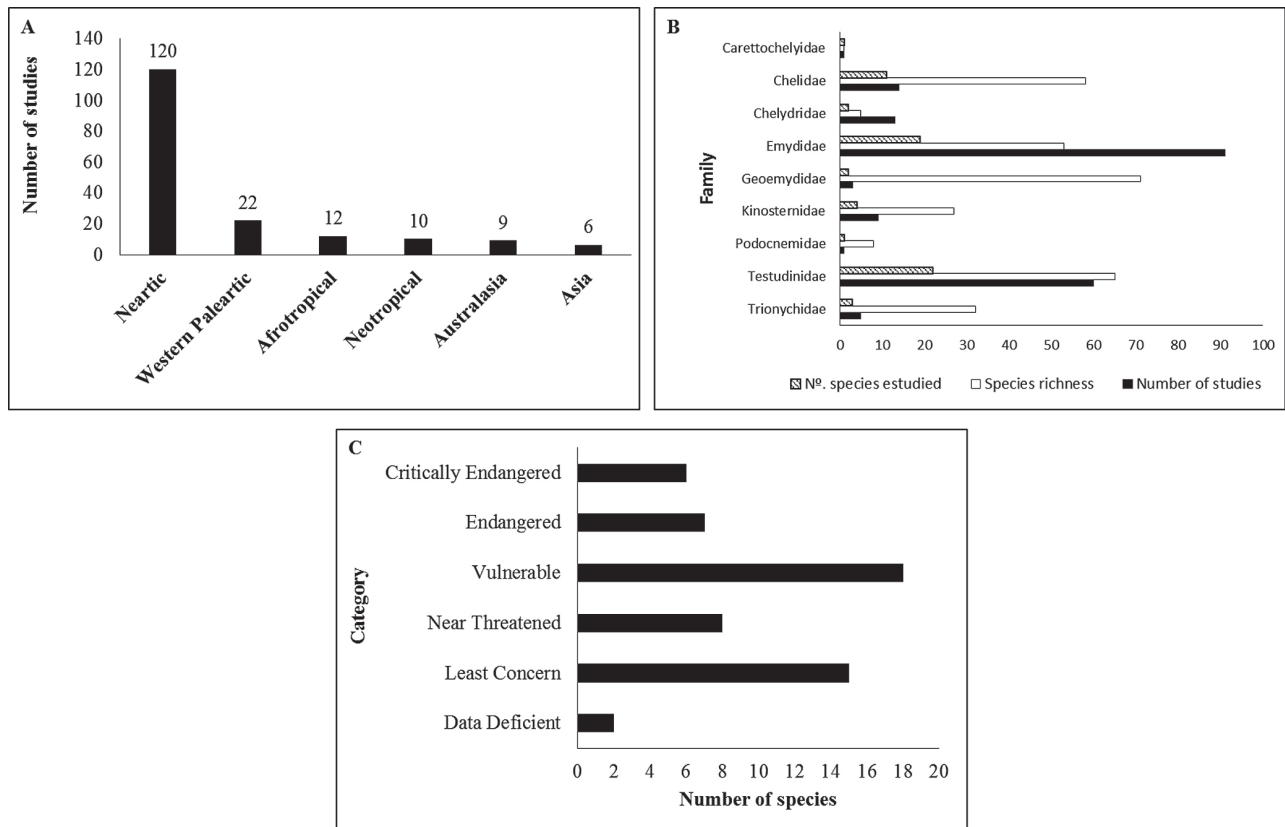 A
Number of studies
140
120
100
80
60
40
20
0
120
22
12
10
9
6
Neartic
Western Paleartic
Afrotropical
Neotropical
Australasia
Asia
B
Family
Carettochelyidae
Chelidae
Chelydridae
Emydidae
Geoemydidae
Kinosternidae
Podocnemidae
Testudinidae
Trionychidae
0 10 20 30 40 50 60 70 80 90 100
Nº. species estudied Species richness Number of studies
C
Category
Critically Endangered
Endangered
Vulnerable
Near Threatened
Least Concern
Data Deficient
0 2 4 6 8 10 12 14 16 18 20
Number of species